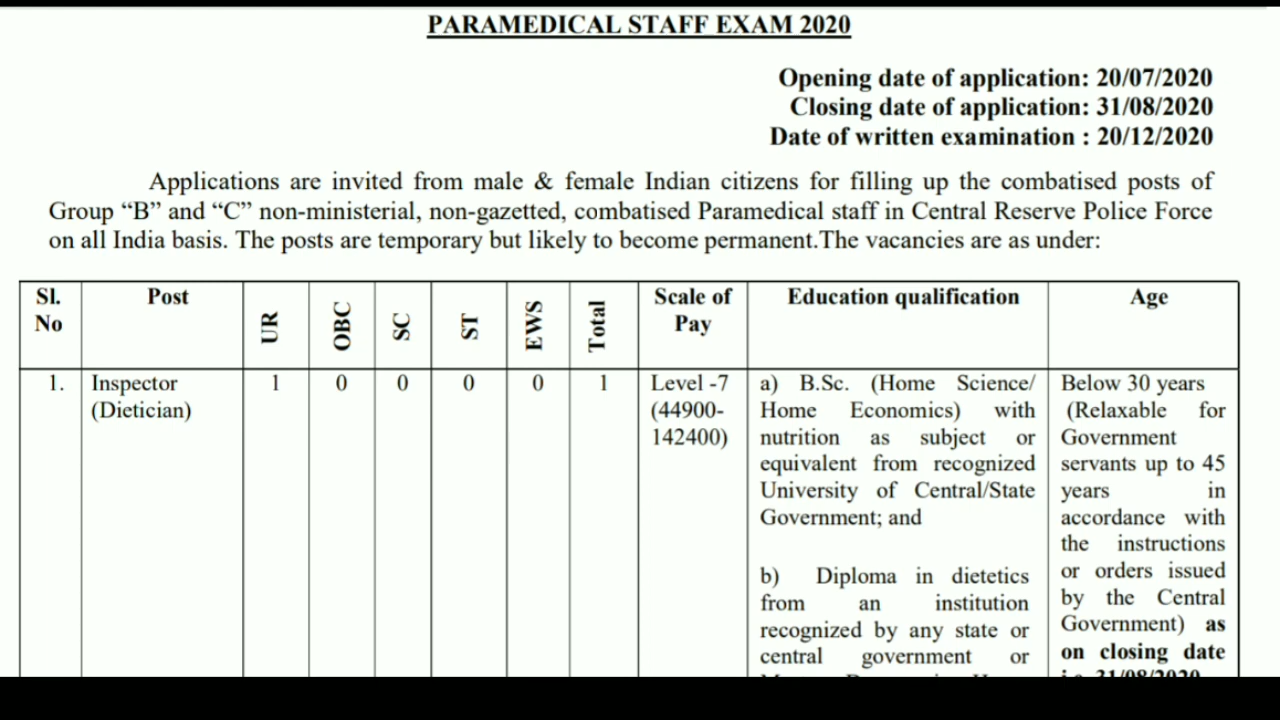 PARAMEDICAL STAFF EXAM 2020
Opening date of application: 20/07/2020
Closing date of application: 31/08/2020
Date of written examination : 20/12/2020
Applications are invited from male & female Indian citizens for filling up the combatised posts of
Group “B” and “C” non-ministerial, non-gazetted, combatised Paramedical staff in Central Reserve Police Force
on all India basis. The posts are temporary but likely to become permanent.The vacancies are as under:
Sl.
No
Post
UR
OBC
SC
ST
EWS
Total
Scale of
Pay
Education qualification
Age
1.
Inspector
(Dietician)
1
0
0
0
0
1
Level -7
(44900-
142400)
a) B.Sc. (Home Science/
Home Economics) with
nutrition as subject or
equivalent from recognized
University of Central/State
Government; and
b) Diploma in dietetics
from an institution
recognized by any state or
central government or
Below 30 years
(Relaxable for
Government
servants up to 45
years in
accordance with
the instructions
or orders issued
by the Central
Government) as
on closing date
i.e. 31/08/2020